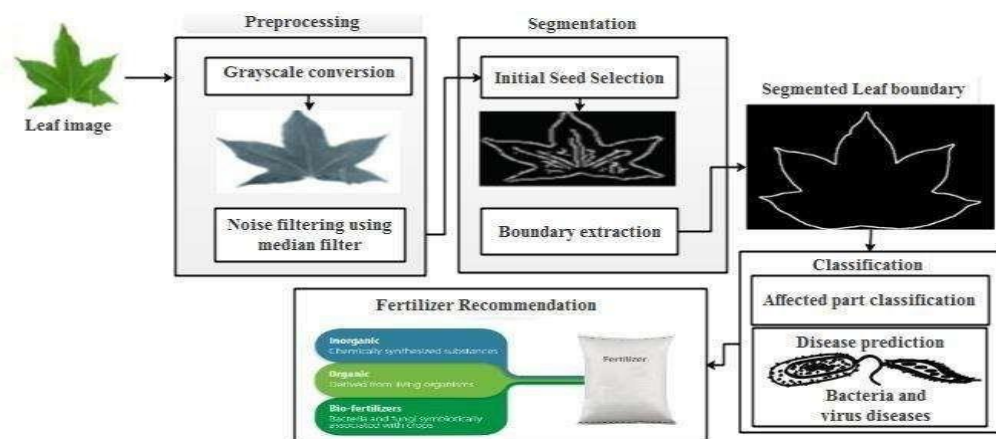 Leaf image
Preprocessing
Grayscale conversion
Noise filtering using
median filter
Segmentation
Initial Seed Selection
Boundary extraction
Segmented Leaf boundary
Classification
Affected part classification
Disease prediction
Bacteria and
virus diseases
Fertilizer Recommendation
Inorganic
Chemically synthesized substances
Organic
Derived from living organisms
Bio-fertilizers
Bacteria and fungi symbiotically
associated with crops
Fertilizer